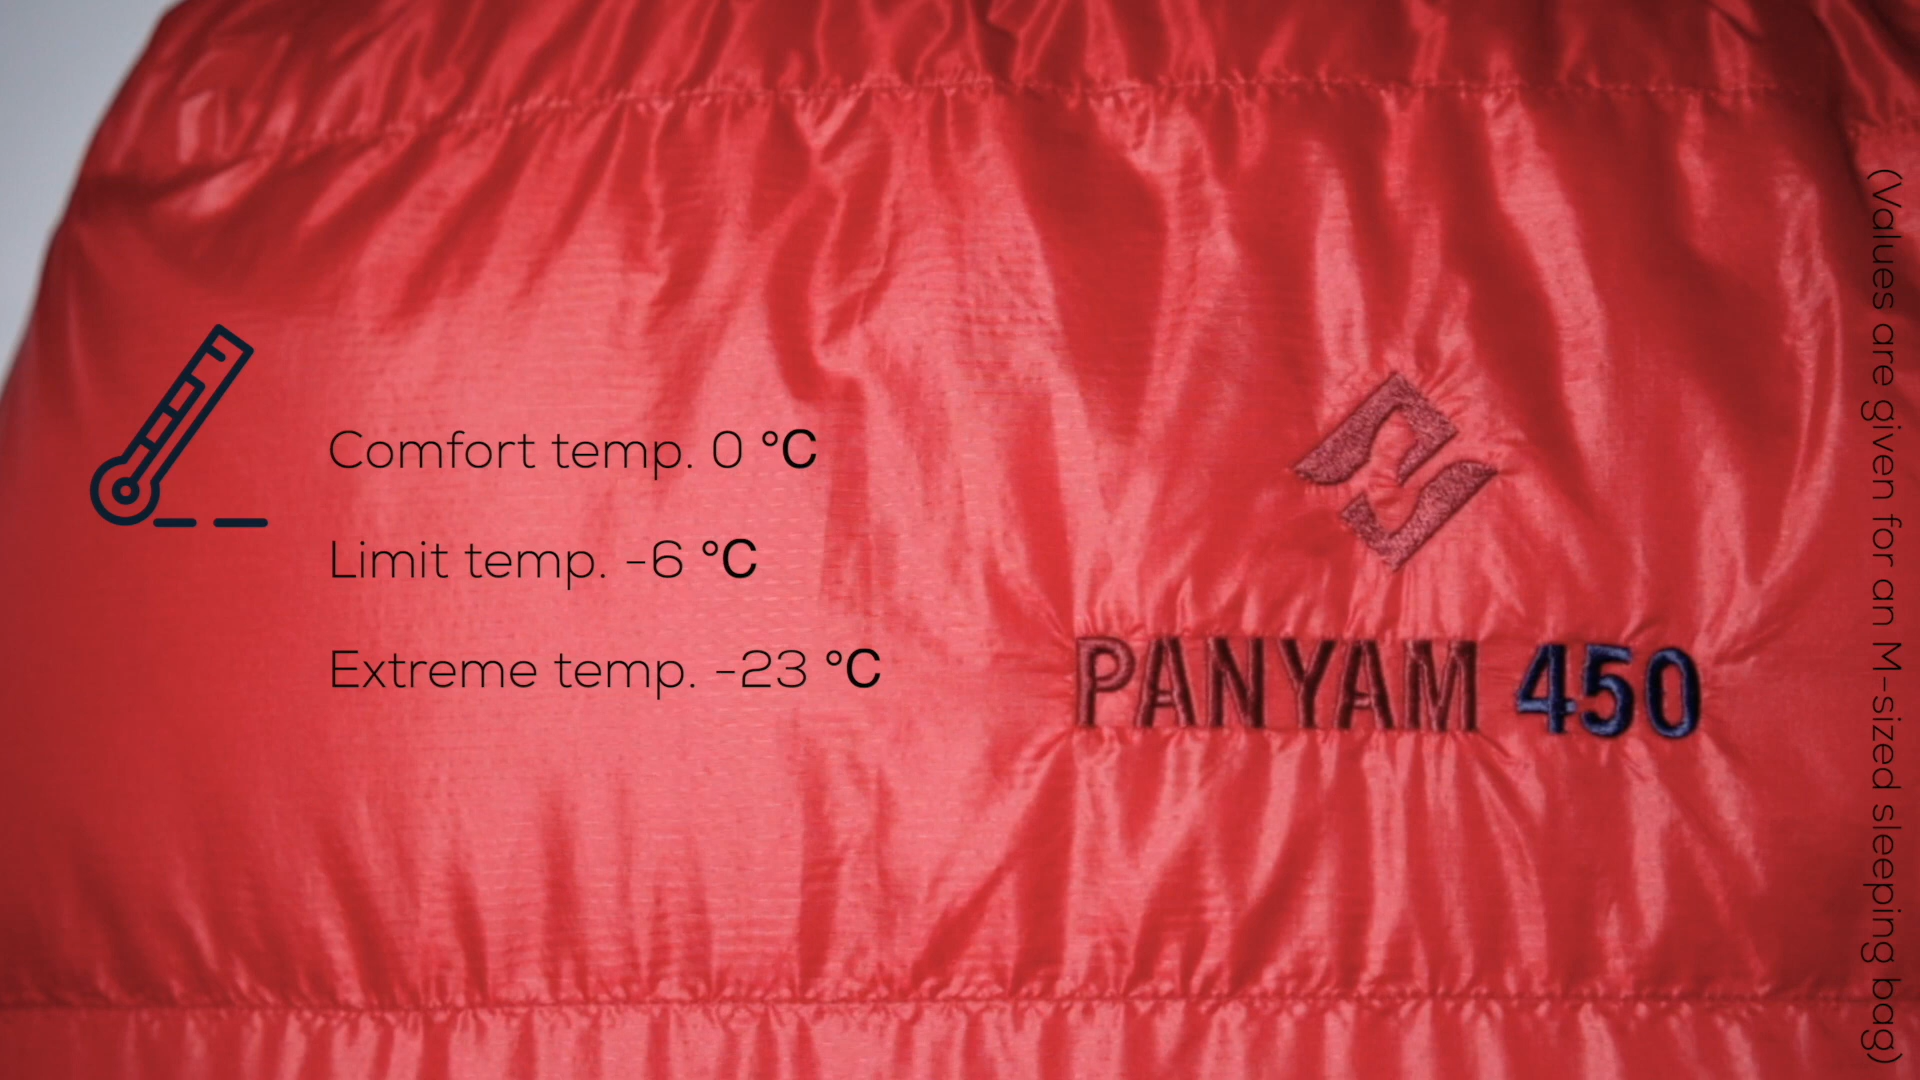 Comfort temp. 0 °C
Limit temp. -6 °C
Extreme temp. -23 °C
PANYAM 450
(Values are given for an M-sized sleeping bag)